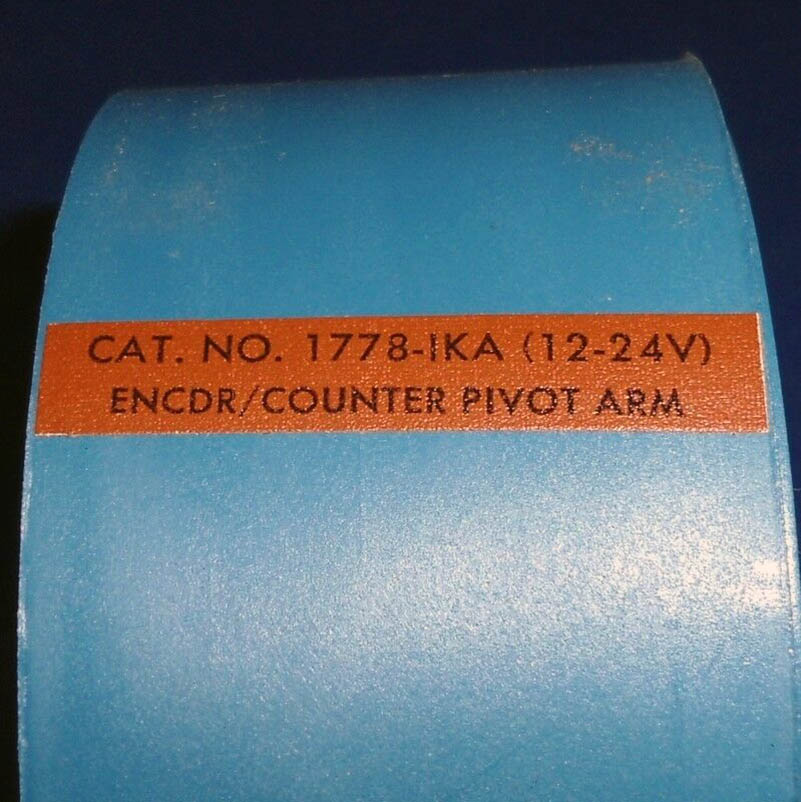 CAT. NO. 1778-IKA (12-24V)
ENCDR/COUNTER PIVOT ARM